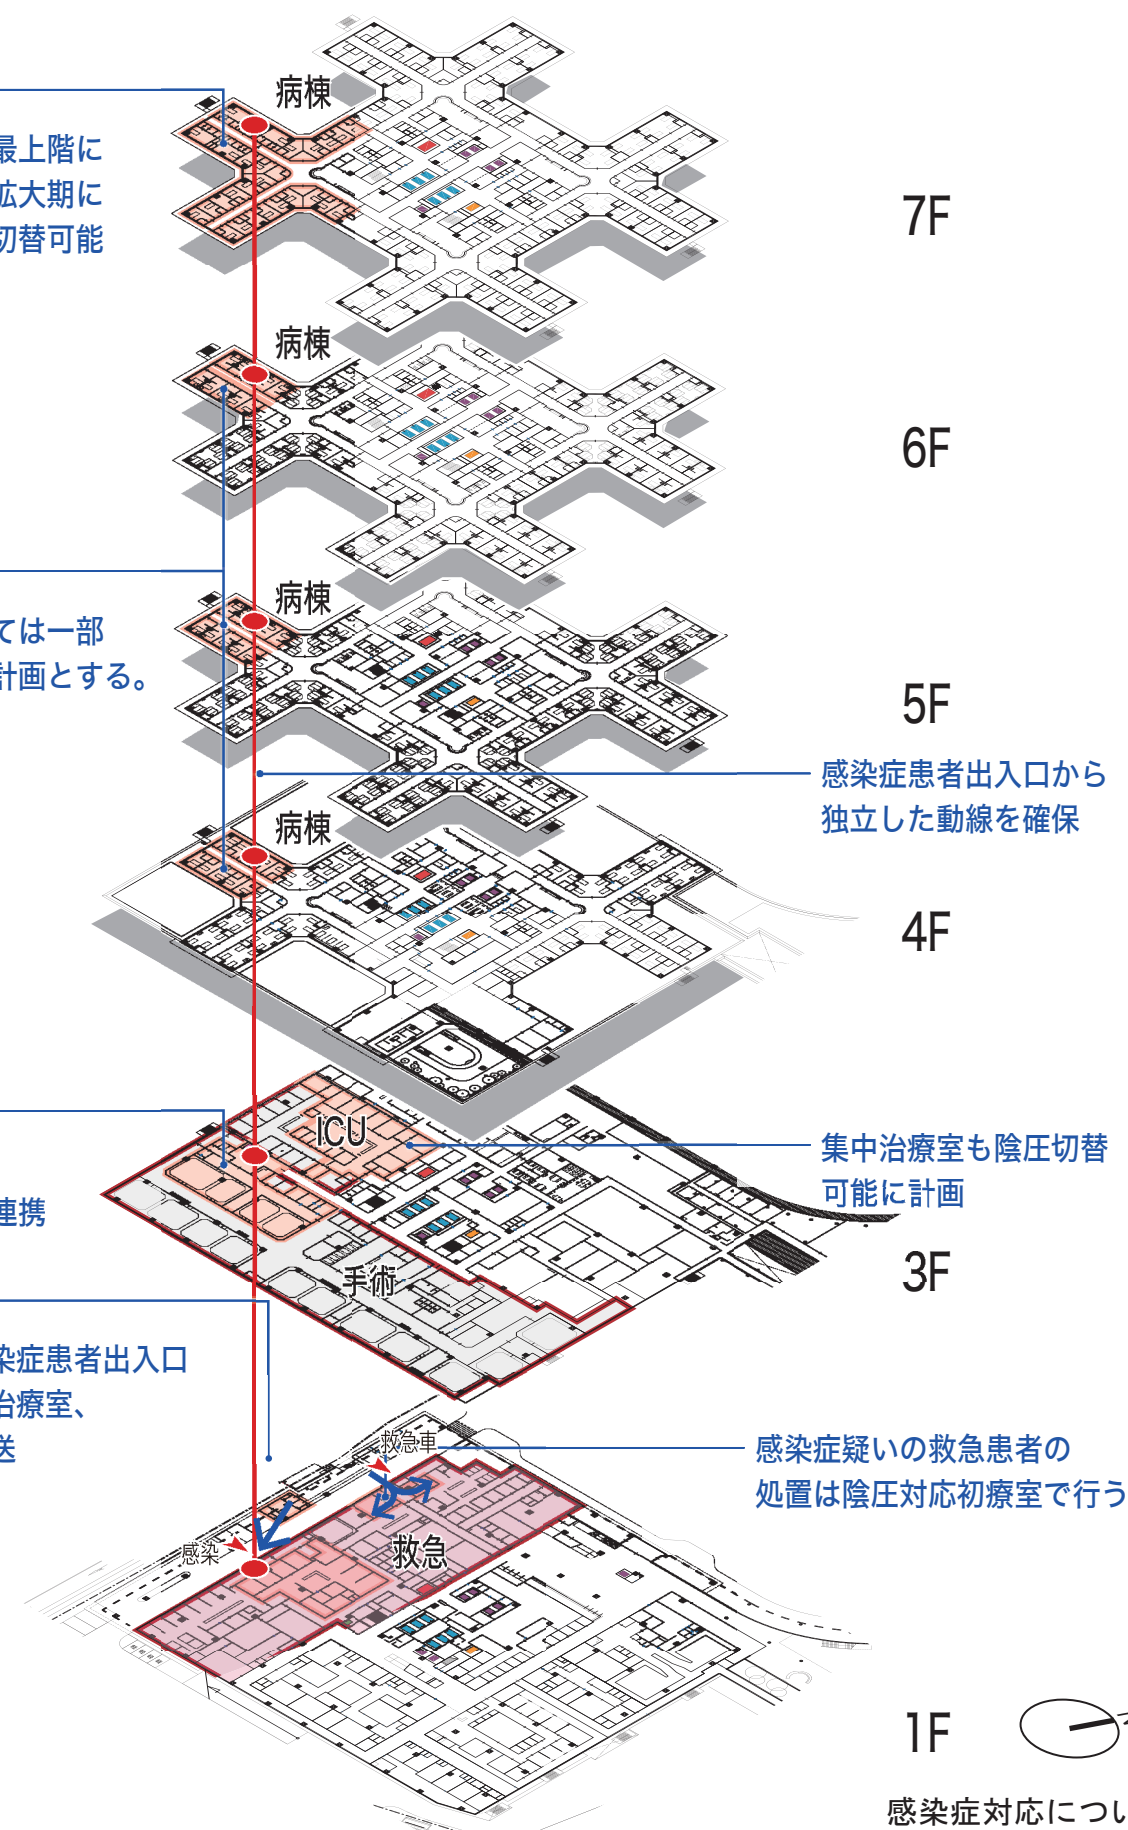 病棟
最上階に
拡大期に
切替可能
7F
病棟
6F
病棟
ては一部
計画とする。
5F
感染症患者出入口から
独立した動線を確保
病棟
4F
ICU
集中治療室も陰圧切替
可能に計画
連携
3F
手術
染症患者出入口
治療室、
送
救急車
感染症疑いの救急患者の
処置は陰圧対応初療室で行う
感染
救急
1F
感染症対応につい